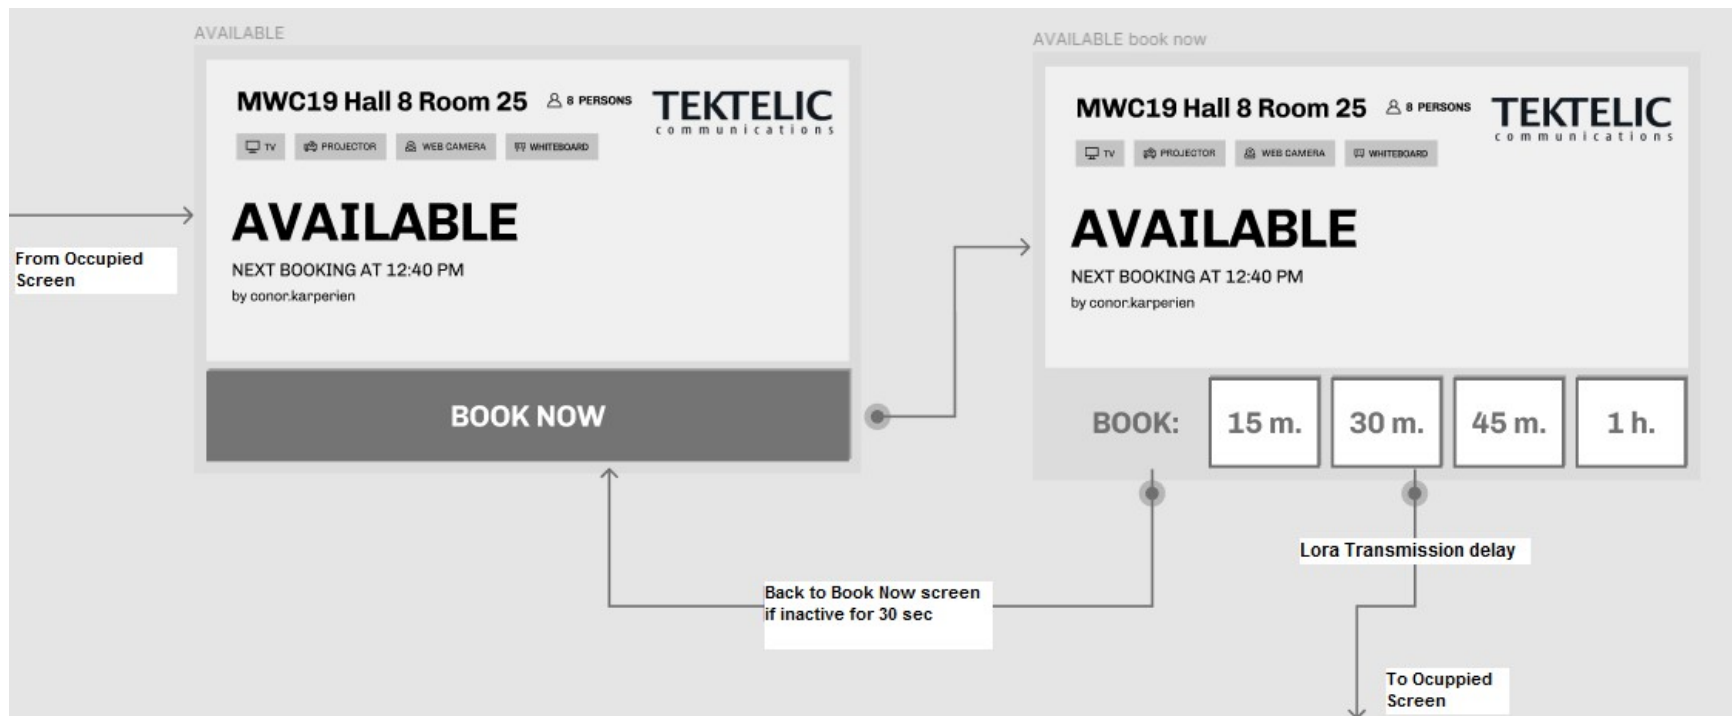 AVAILABLE
MWC19 Hall 8 Room 25 8 PERSONS TEKTELIC
communications
TV PROJECTOR WEB CAMERA WHITEBOARD
AVAILABLE
NEXT BOOKING AT 12:40 PM
by conor.karperien
BOOK NOW
From Occupied
Screen
AVAILABLE book now
MWC19 Hall 8 Room 25 8 PERSONS TEKTELIC
communications
TV PROJECTOR WEB CAMERA WHITEBOARD
AVAILABLE
NEXT BOOKING AT 12:40 PM
by conor.karperien
BOOK: 15 m. 30 m. 45 m. 1 h.
Lora Transmission delay
Back to Book Now screen
if inactive for 30 sec
To Ocuppied
Screen